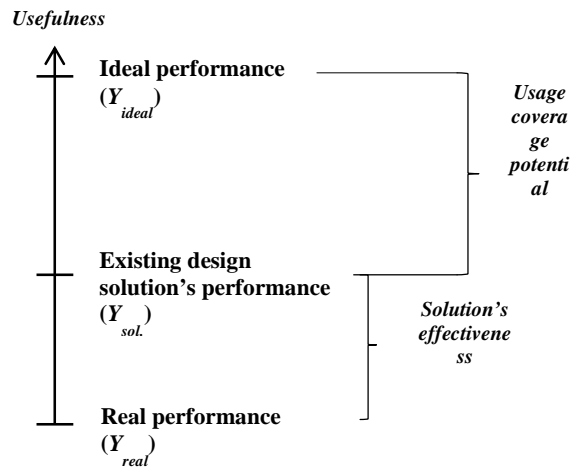 Usefulness
Ideal performance
(Y ideal)
Usage
covera
ge
potenti
al
Existing design
solution's performance
(Y sol.)
Solution's
effectivene
ss
Real performance
(Y real)